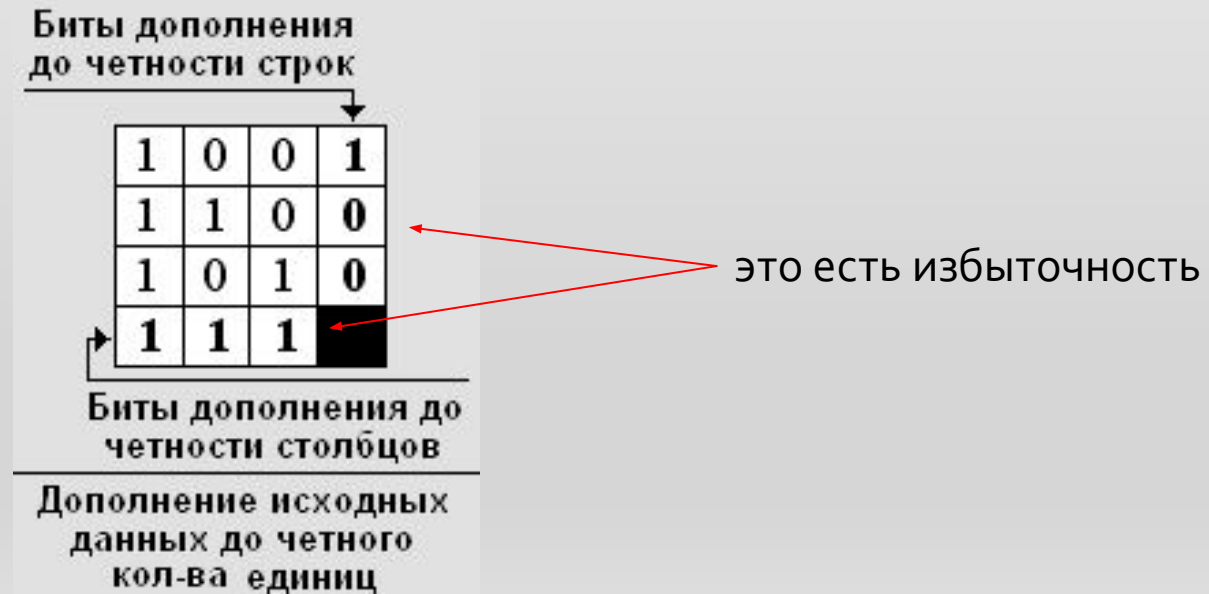 Биты дополнения
до четности строк
1 0 0 1
1 1 0 0
1 0 1 0
1 1 1
это есть избыточность
Биты дополнения до
четности столбцов
Дополнение исходных
данных до четного
кол-ва единиц